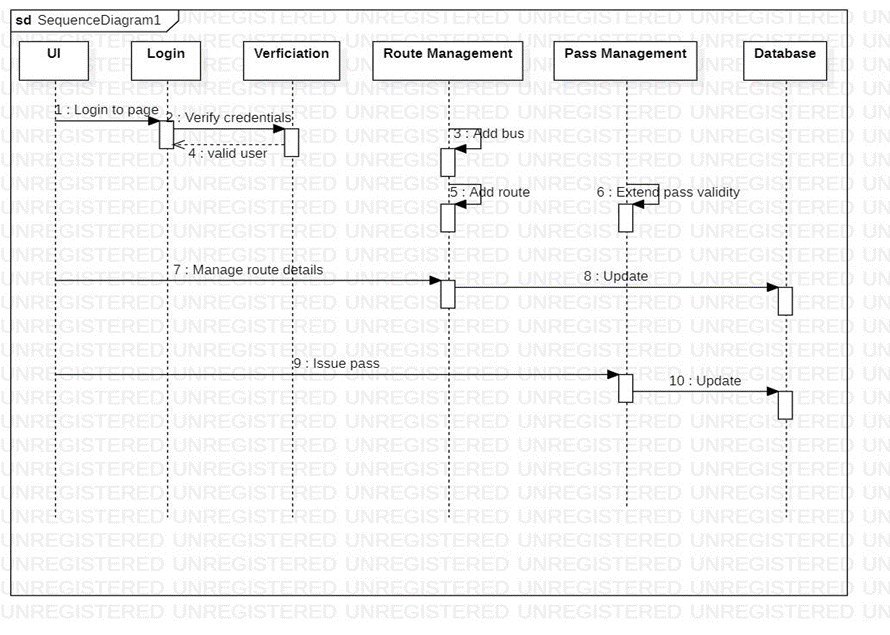 sd SequenceDiagram1
UI
Login
Verficiation
Route Management
Pass Management
Database
1 : Login to page
2 : Verify credentials
3 : Add bus
4 : valid user
5 : Add route
6 : Extend pass validity
7 : Manage route details
8 : Update
9 : Issue pass
10 : Update
UNREGISTERED